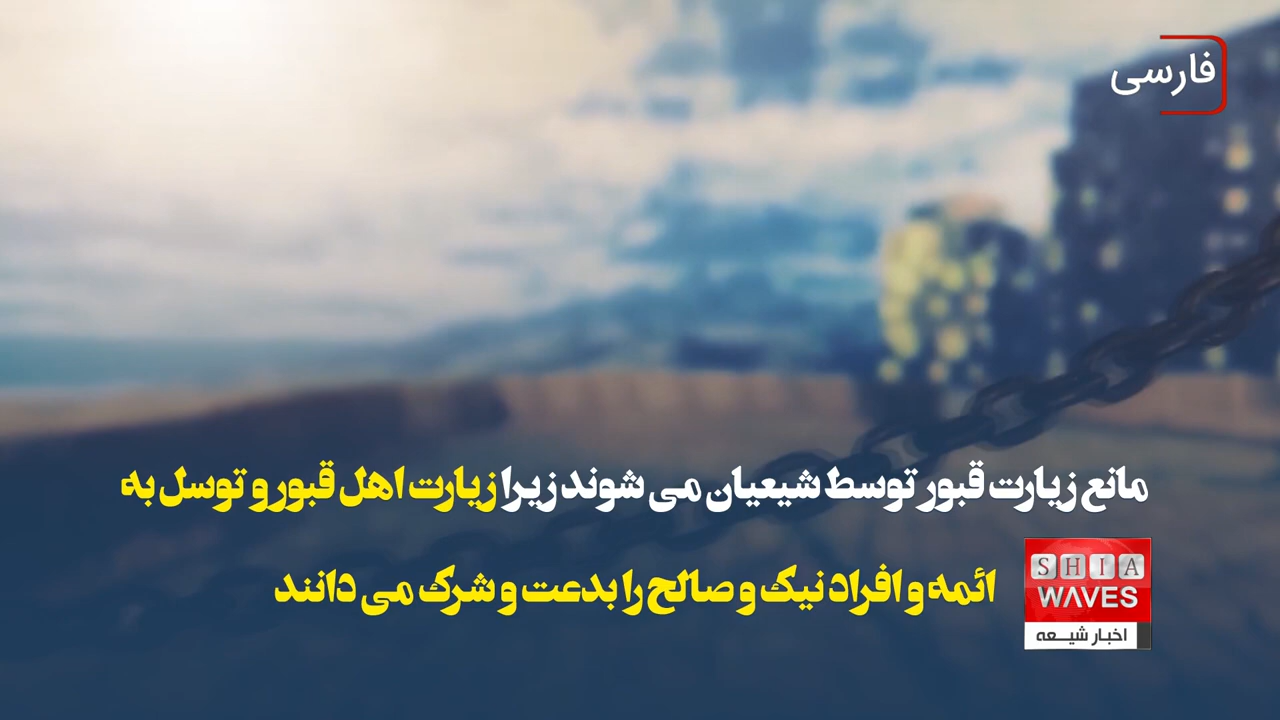 فارسی
مانع زیارت قبور توسط شیعیان می شوند زیرا زیارت اهل قبور و توسل به
ائمه و افراد نیک و صالح را بدعت و شرک می دانند
SHIA
WAVES
اخبار شیعه